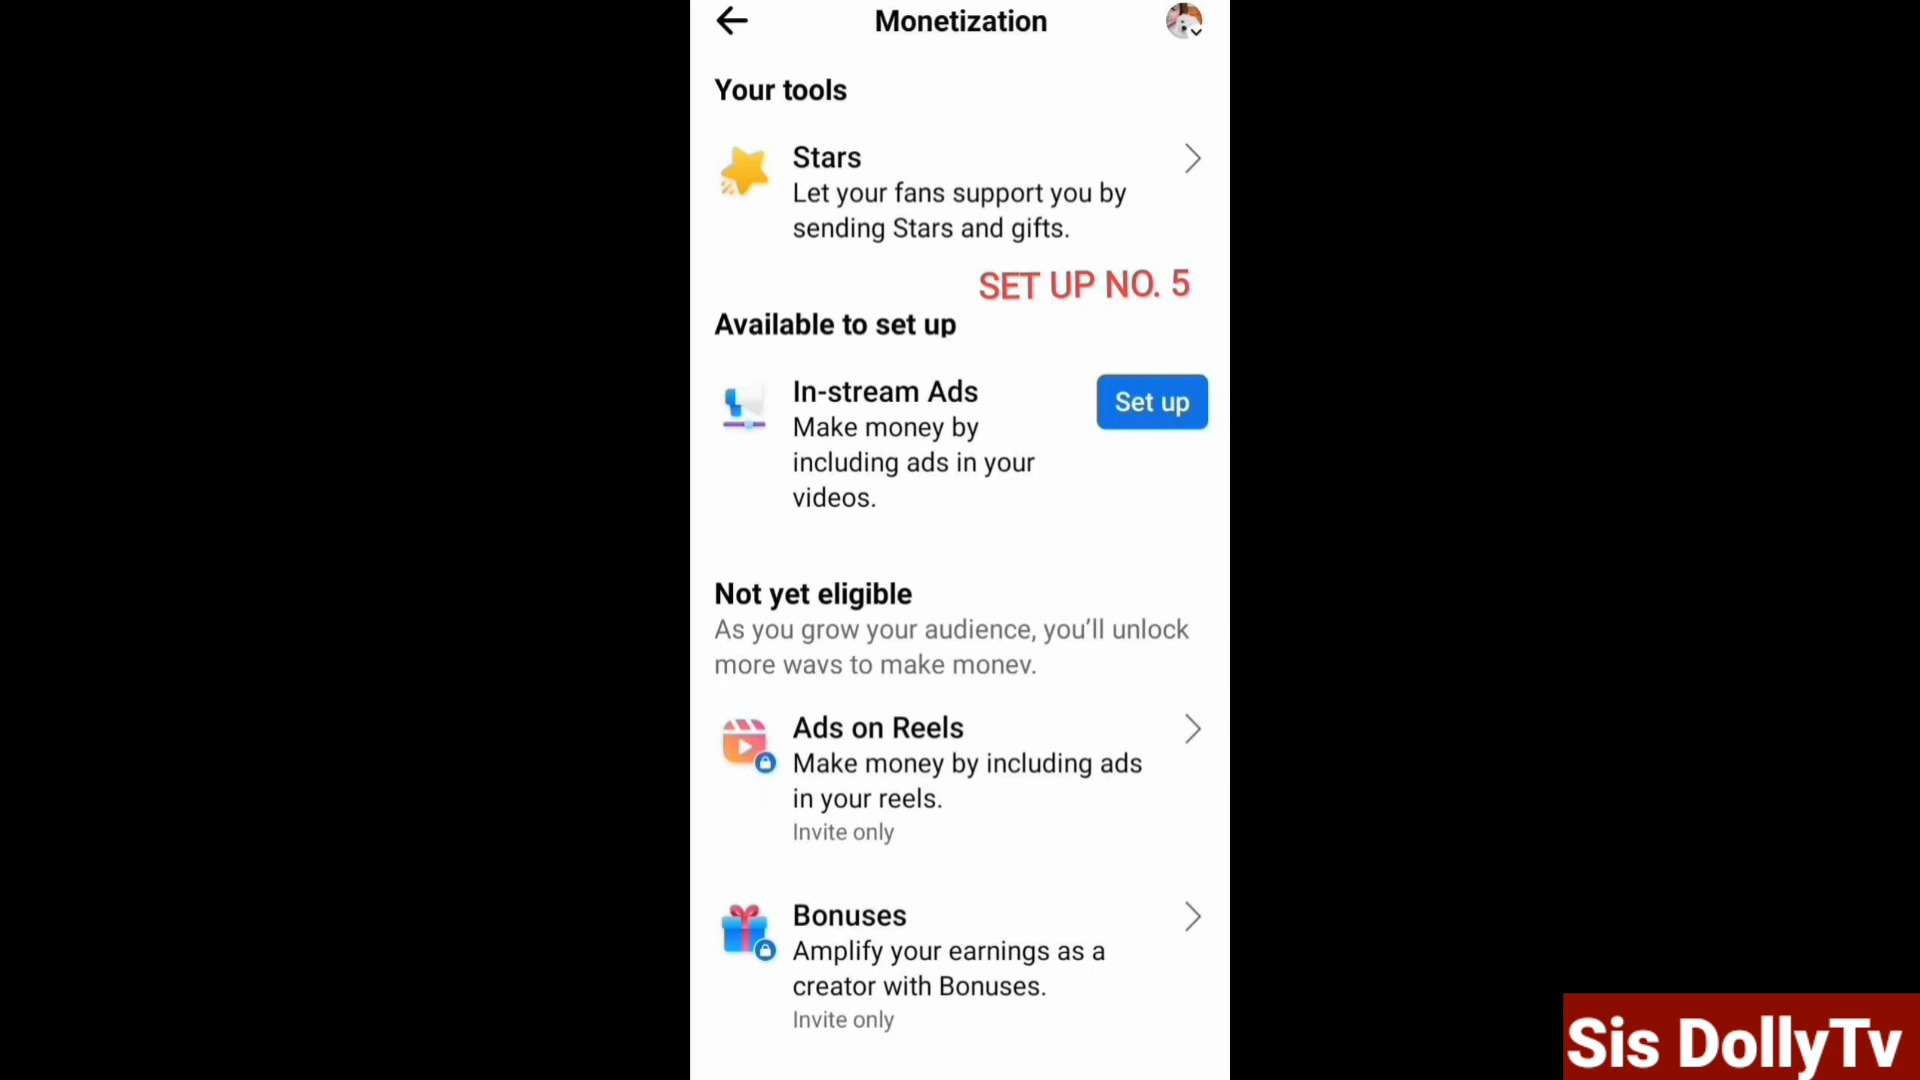 Monetization
Your tools
Stars
Let your fans support you by
sending Stars and gifts.
SET UP NO. 5
Available to set up
In-stream Ads
Set up
Make money by
including ads in your
videos.
Not yet eligible
As you grow your audience, you’ll unlock
more ways to make money.
Ads on Reels
Make money by including ads
in your reels.
Invite only
Bonuses
Amplify your earnings as a
creator with Bonuses.
Invite only
Sis DollyTv